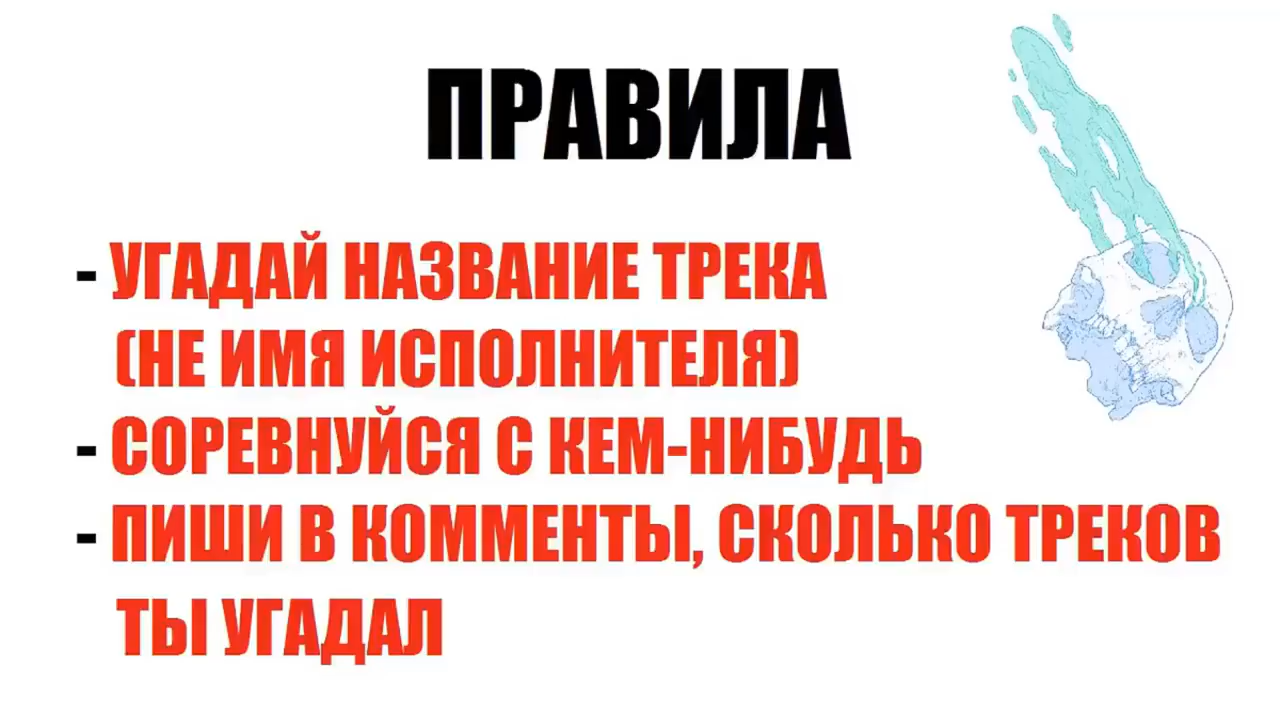 ПРАВИЛА
- УГАДАЙ НАЗВАНИЕ ТРЕКА
(НЕ ИМЯ ИСПОЛНИТЕЛЯ)
- СОРЕВНУЙСЯ С КЕМ-НИБУДЬ
- ПИШИ В КОММЕНТЫ, СКОЛЬКО ТРЕКОВ
ТЫ УГАДАЛ